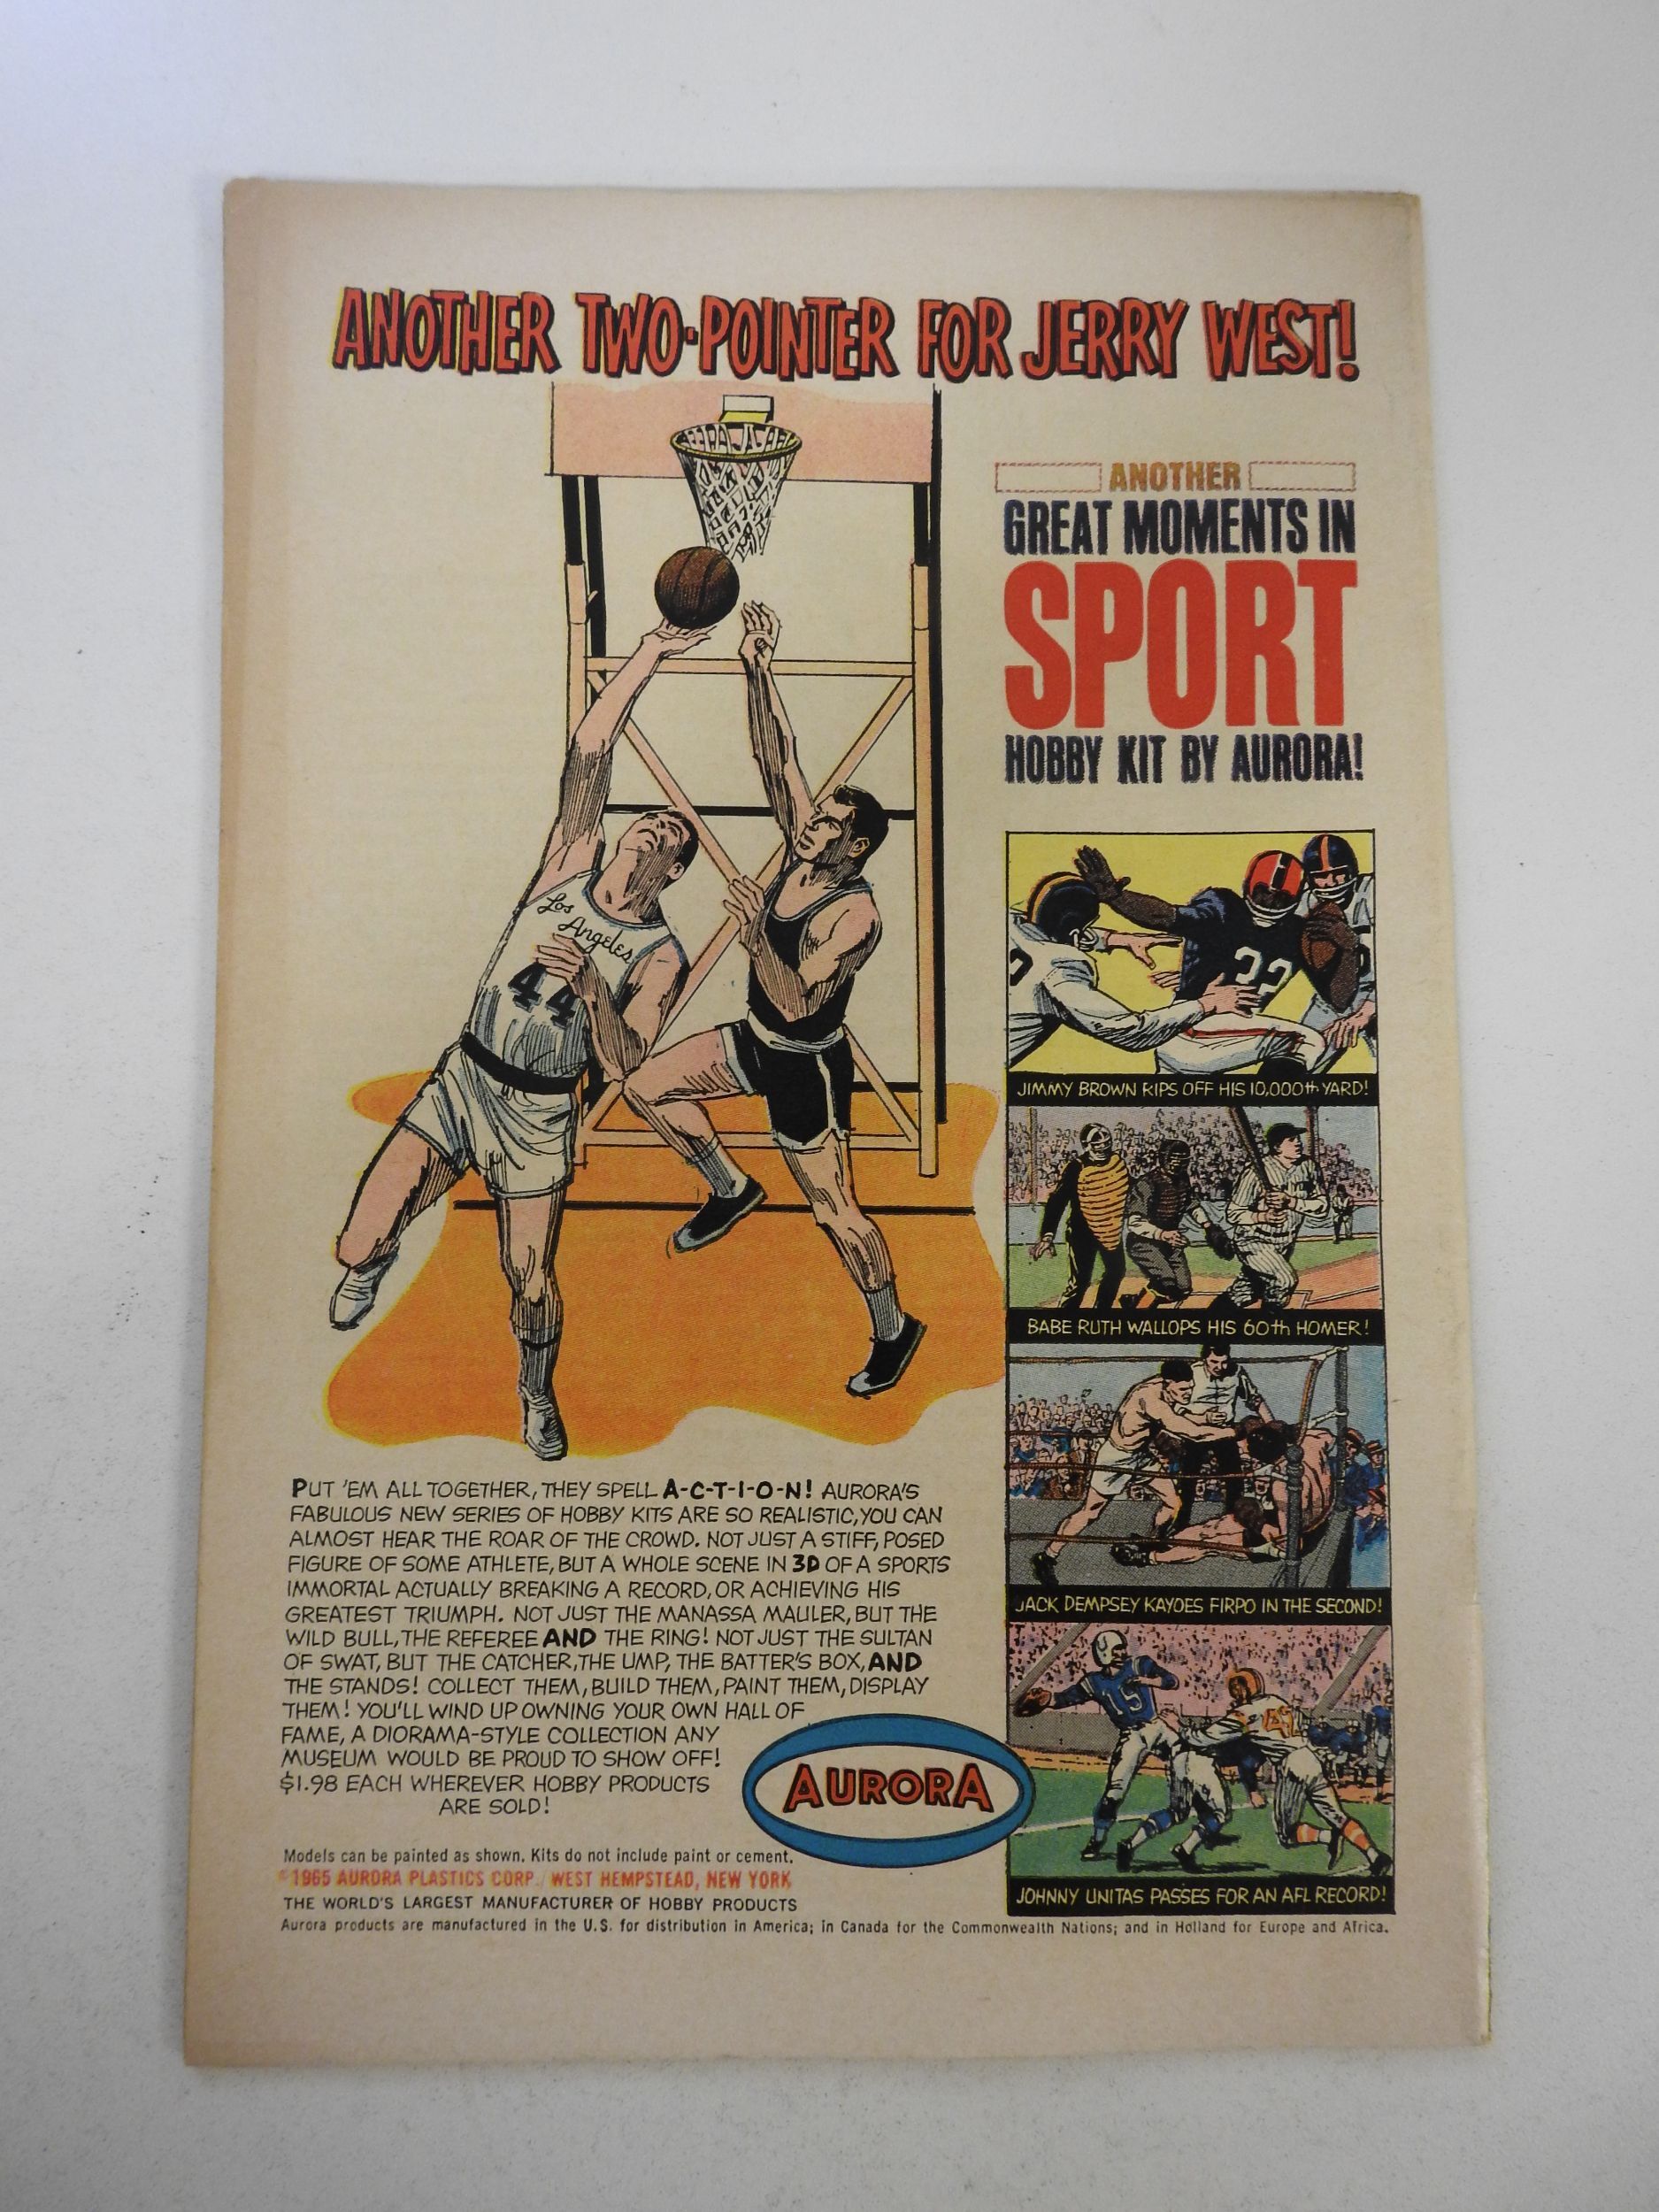 ANOTHER TWO-POINTER FOR JERRY WEST!
ANOTHER
GREAT MOMENTS IN
SPORT
HOBBY KIT BY AURORA!
Los
Angeles
44
32
JIMMY BROWN RIPS OFF HIS 10,000th YARD!
BABE RUTH WALLOPS HIS 60th HOMER!
JACK DEMPSEY KAYOES FIRPO IN THE SECOND!
15
JOHNNY UNITAS PASSES FOR AN AFL RECORD!
PUT 'EM ALL TOGETHER, THEY SPELL A-C-T-I-O-N! AURORA'S
FABULOUS NEW SERIES OF HOBBY KITS ARE SO REALISTIC, YOU CAN
ALMOST HEAR THE ROAR OF THE CROWD. NOT JUST A STIFF, POSED
FIGURE OF SOME ATHLETE, BUT A WHOLE SCENE IN 3D OF A SPORTS
IMMORTAL ACTUALLY BREAKING A RECORD, OR ACHIEVING HIS
GREATEST TRIUMPH. NOT JUST THE MANASSA MAULER, BUT THE
WILD BULL, THE REFEREE AND THE RING! NOT JUST THE SULTAN
OF SWAT, BUT THE CATCHER, THE UMP, THE BATTER'S BOX, AND
THE STANDS! COLLECT THEM, BUILD THEM, PAINT THEM, DISPLAY
THEM! YOU'LL WIND UP OWNING YOUR OWN HALL OF
FAME, A DIORAMA-STYLE COLLECTION ANY
MUSEUM WOULD BE PROUD TO SHOW OFF!
$1.98 EACH WHEREVER HOBBY PRODUCTS
ARE SOLD!
AURORA
Models can be painted as shown. Kits do not include paint or cement.
©1965 AURORA PLASTICS CORP./WEST HEMPSTEAD, NEW YORK
THE WORLD'S LARGEST MANUFACTURER OF HOBBY PRODUCTS
Aurora products are manufactured in the U.S. for distribution in America; in Canada for the Commonwealth Nations; and in Holland for Europe and Africa.